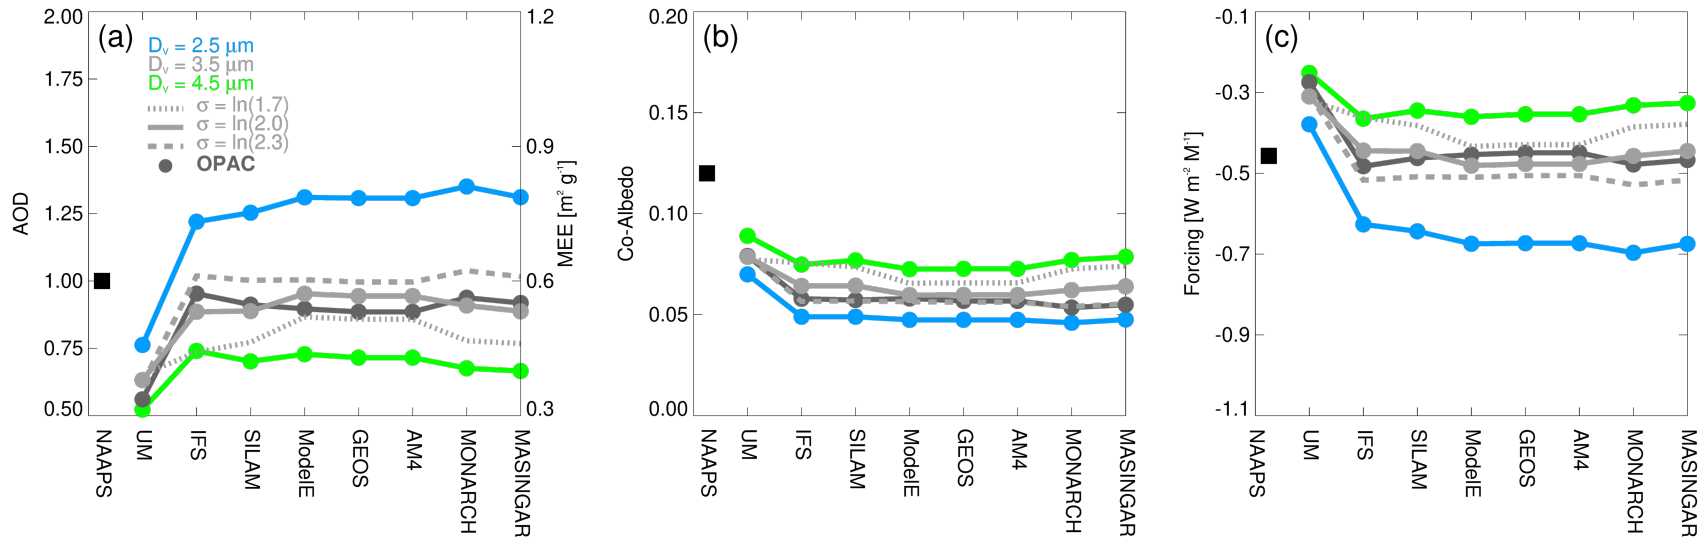 (a)
2.00
1.75
1.50
1.25
1.00
0.75
0.50
AOD
D_v = 2.5 μm
D_v = 3.5 μm
D_v = 4.5 μm
σ = ln(1.7)
σ = ln(2.0)
σ = ln(2.3)
OPAC
1.2
0.9
0.6
0.3
MEE [m² g⁻¹]
NAAPS
UM
IFS
SILAM
ModelE
GEOS
AM4
MONARCH
MASINGAR
(b)
0.20
0.15
0.10
0.05
0.00
Co-Albedo
NAAPS
UM
IFS
SILAM
ModelE
GEOS
AM4
MONARCH
MASINGAR
(c)
-0.1
-0.3
-0.5
-0.7
-0.9
-1.1
Forcing [W m⁻² M⁻¹]
NAAPS
UM
IFS
SILAM
ModelE
GEOS
AM4
MONARCH
MASINGAR